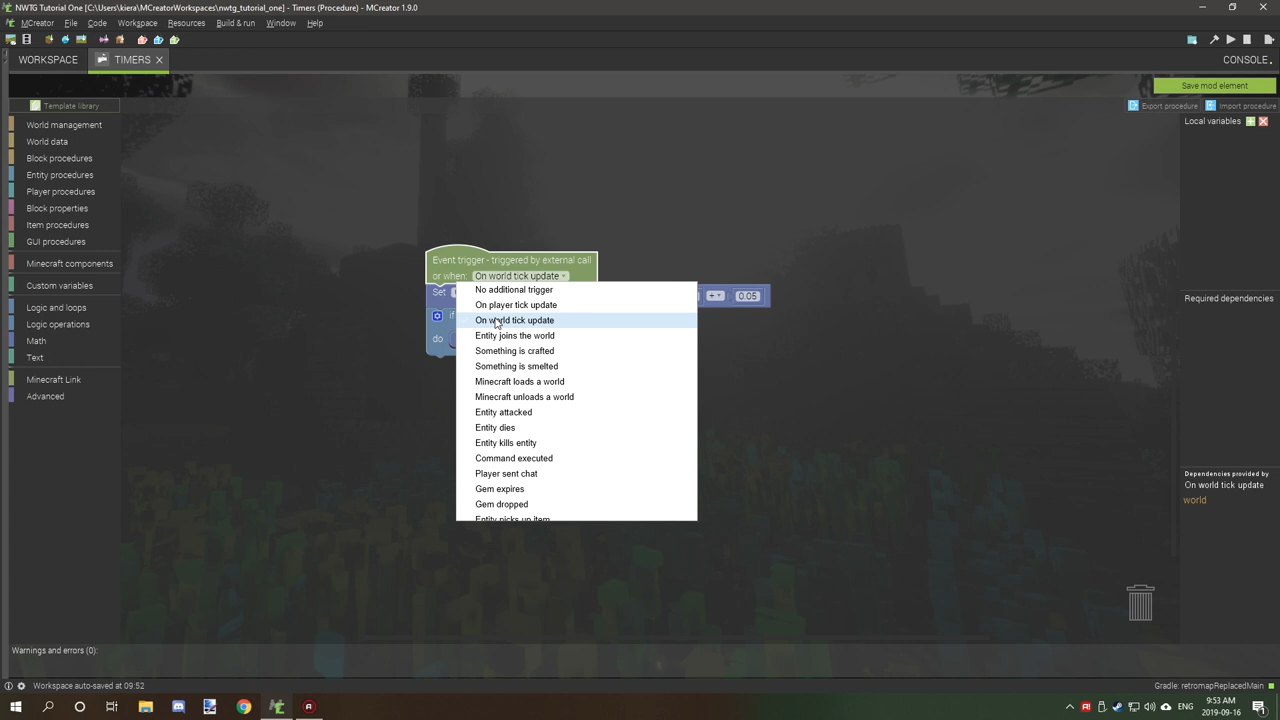 NWTG Tutorial One (C:\Users\kiera\MCreatorWorkspaces\nwtg_tutorial_one] - Timers (Procedure) - MCreator 1.9.0
MCreator File Code Workspace Resources Build & run Window Help
WORKSPACE TIMERS CONSOLE
Save mod element
Template library Export procedure Import procedure
World management
World data
Block procedures
Entity procedures
Player procedures
Block properties
Item procedures
GUI procedures
Minecraft components
Custom variables
Logic and loops
Logic operations
Math
Text
Minecraft Link
Advanced
Event trigger - triggered by external call
or when: On world tick update
Set + 0.05
if
do
No additional trigger
On player tick update
On world tick update
Entity joins the world
Something is crafted
Something is smelted
Minecraft loads a world
Minecraft unloads a world
Entity attacked
Entity dies
Entity kills entity
Command executed
Player sent chat
Gem expires
Gem dropped
Entity picks up item
Local variables
Required dependencies
Dependencies provided by
On world tick update
world
Warnings and errors (0):
Workspace auto-saved at 09:52 Gradle: retromapReplacedMain
ENG
9:53 AM
2019-09-16
1